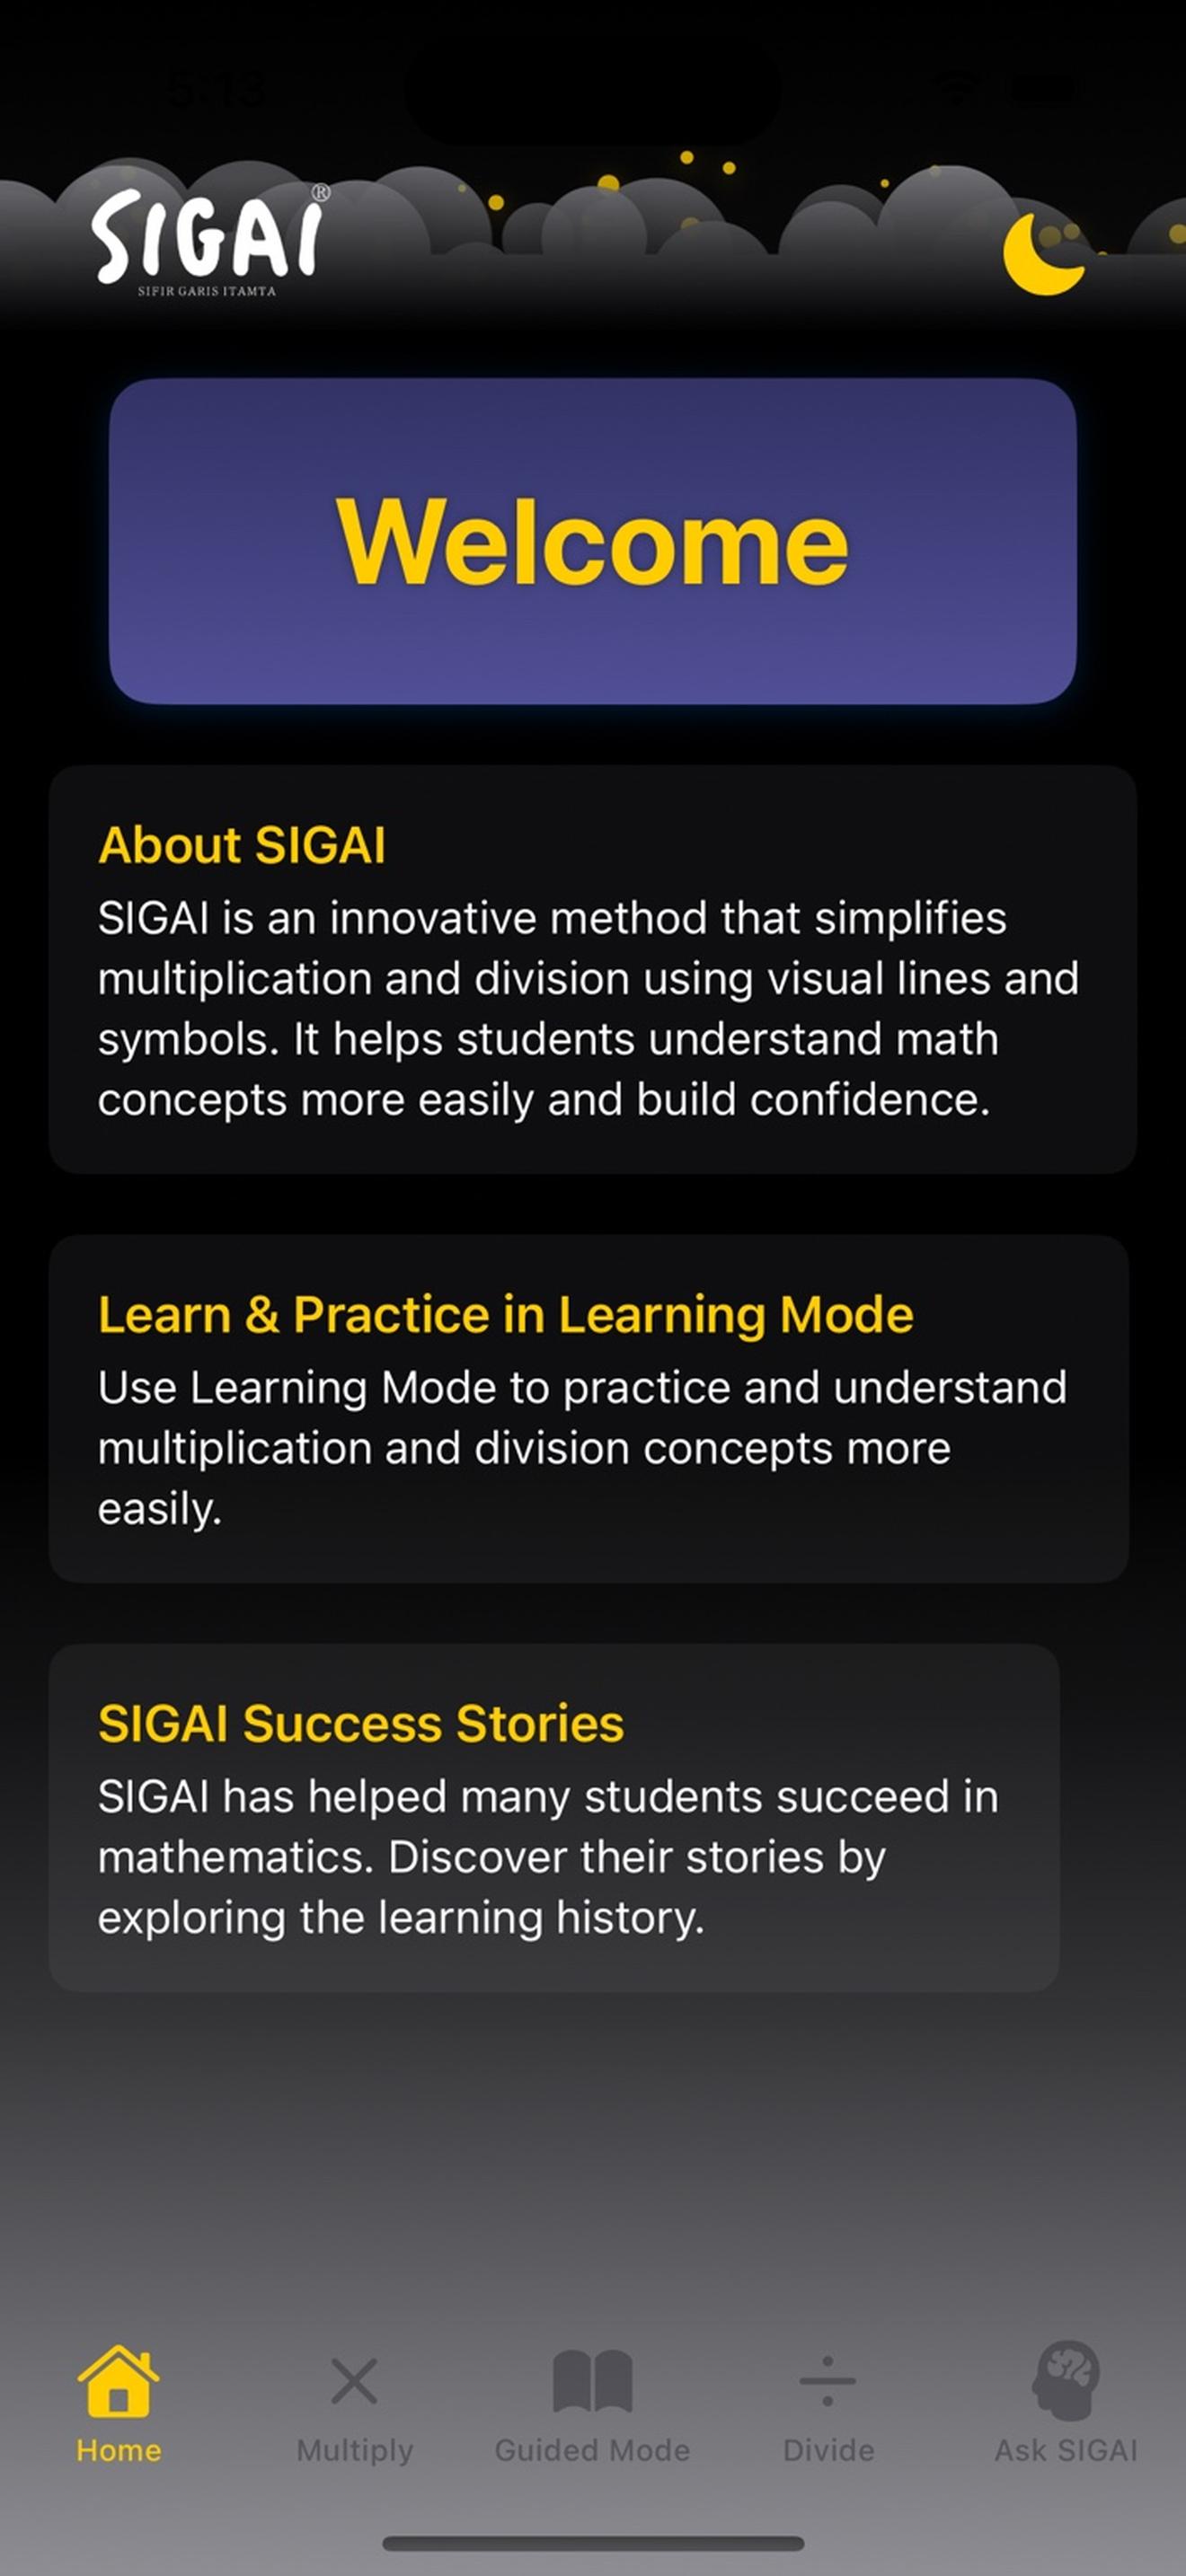 5:13
SIGAI®
SIFIR GARIS ITAMTA
Welcome
About SIGAI
SIGAI is an innovative method that simplifies
multiplication and division using visual lines and
symbols. It helps students understand math
concepts more easily and build confidence.
Learn & Practice in Learning Mode
Use Learning Mode to practice and understand
multiplication and division concepts more
easily.
SIGAI Success Stories
SIGAI has helped many students succeed in
mathematics. Discover their stories by
exploring the learning history.
Home
Multiply
Guided Mode
Divide
Ask SIGAI